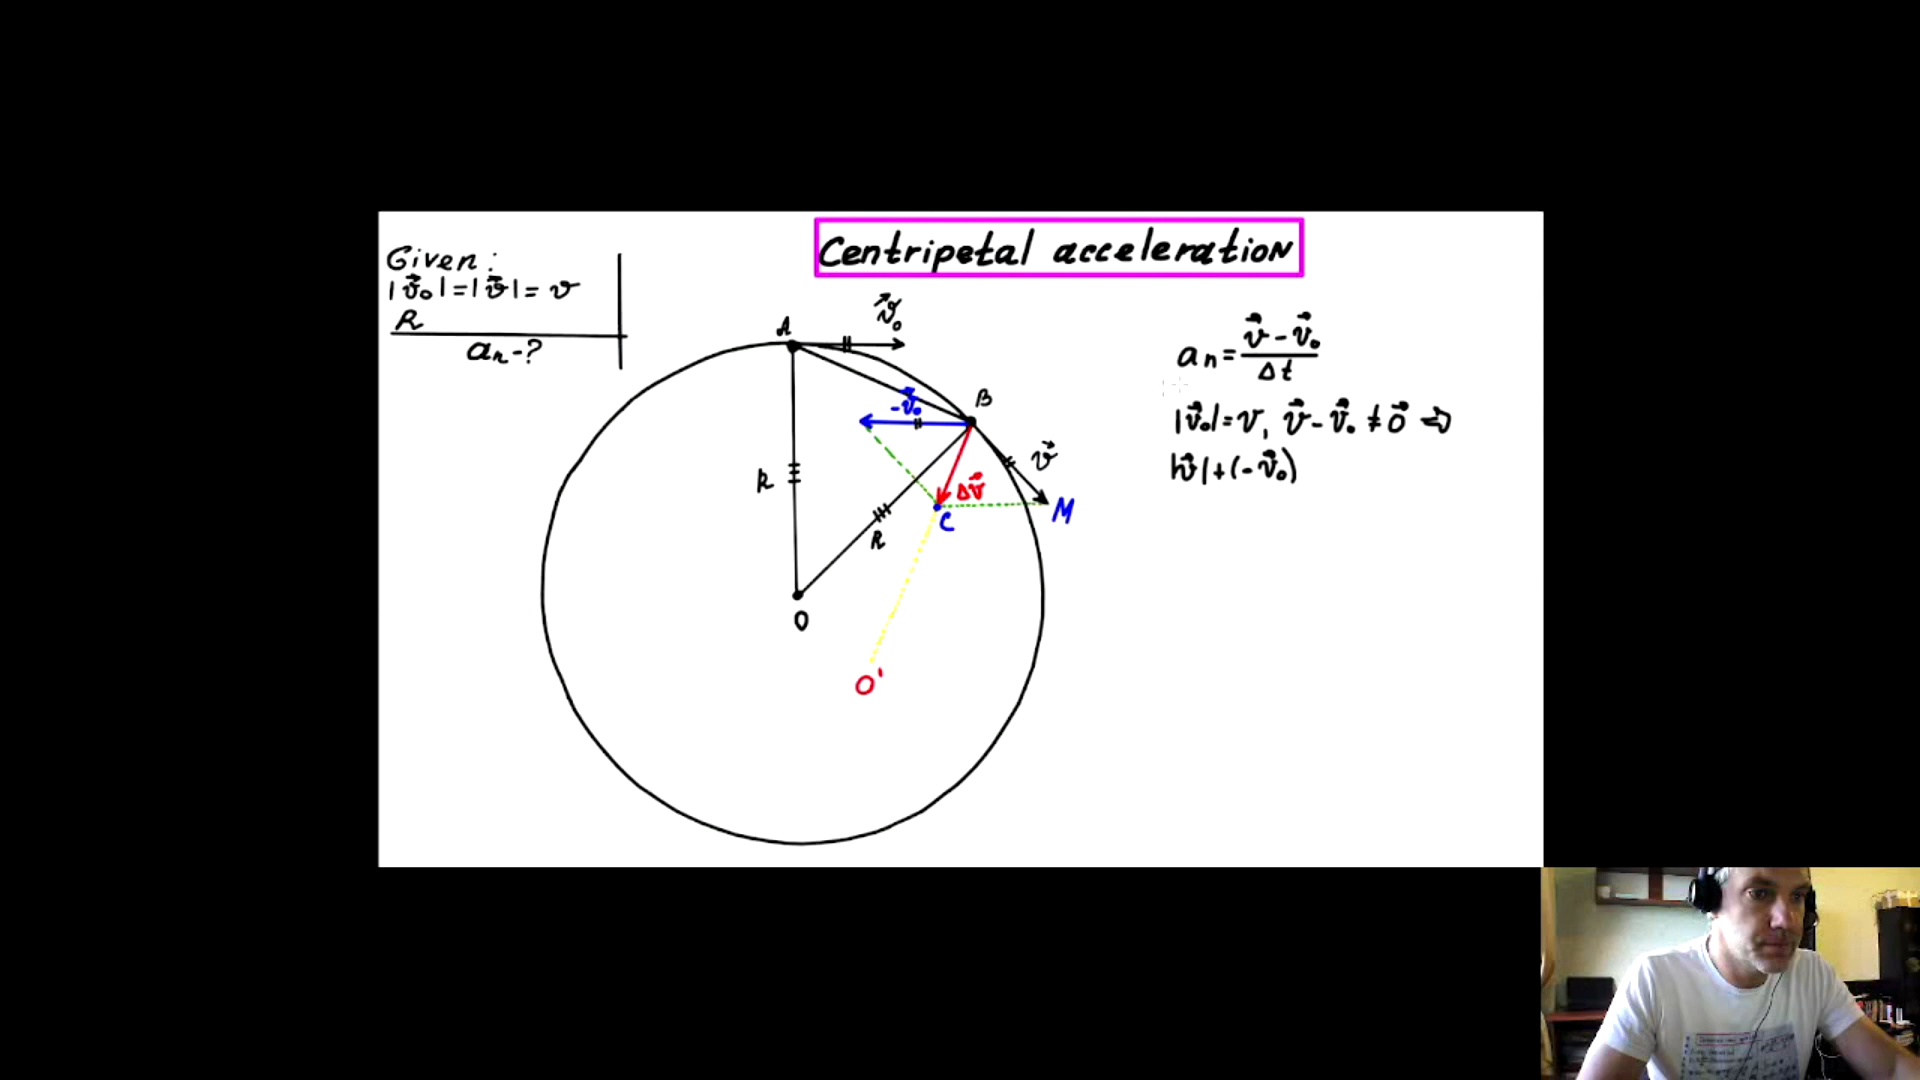 Centripetal acceleration
Given:
|v⃗₀|=|v⃗|=v
R
aₙ-?
A
v⃗₀
B
-v⃗₀
v⃗
R
Δv⃗
C
M
R
O
O'
aₙ = (v⃗ - v⃗₀)/Δt
|v⃗₀|=v, v⃗-v⃗₀ ≠ 0⃗ ⇒
|v⃗|+(-v⃗₀)